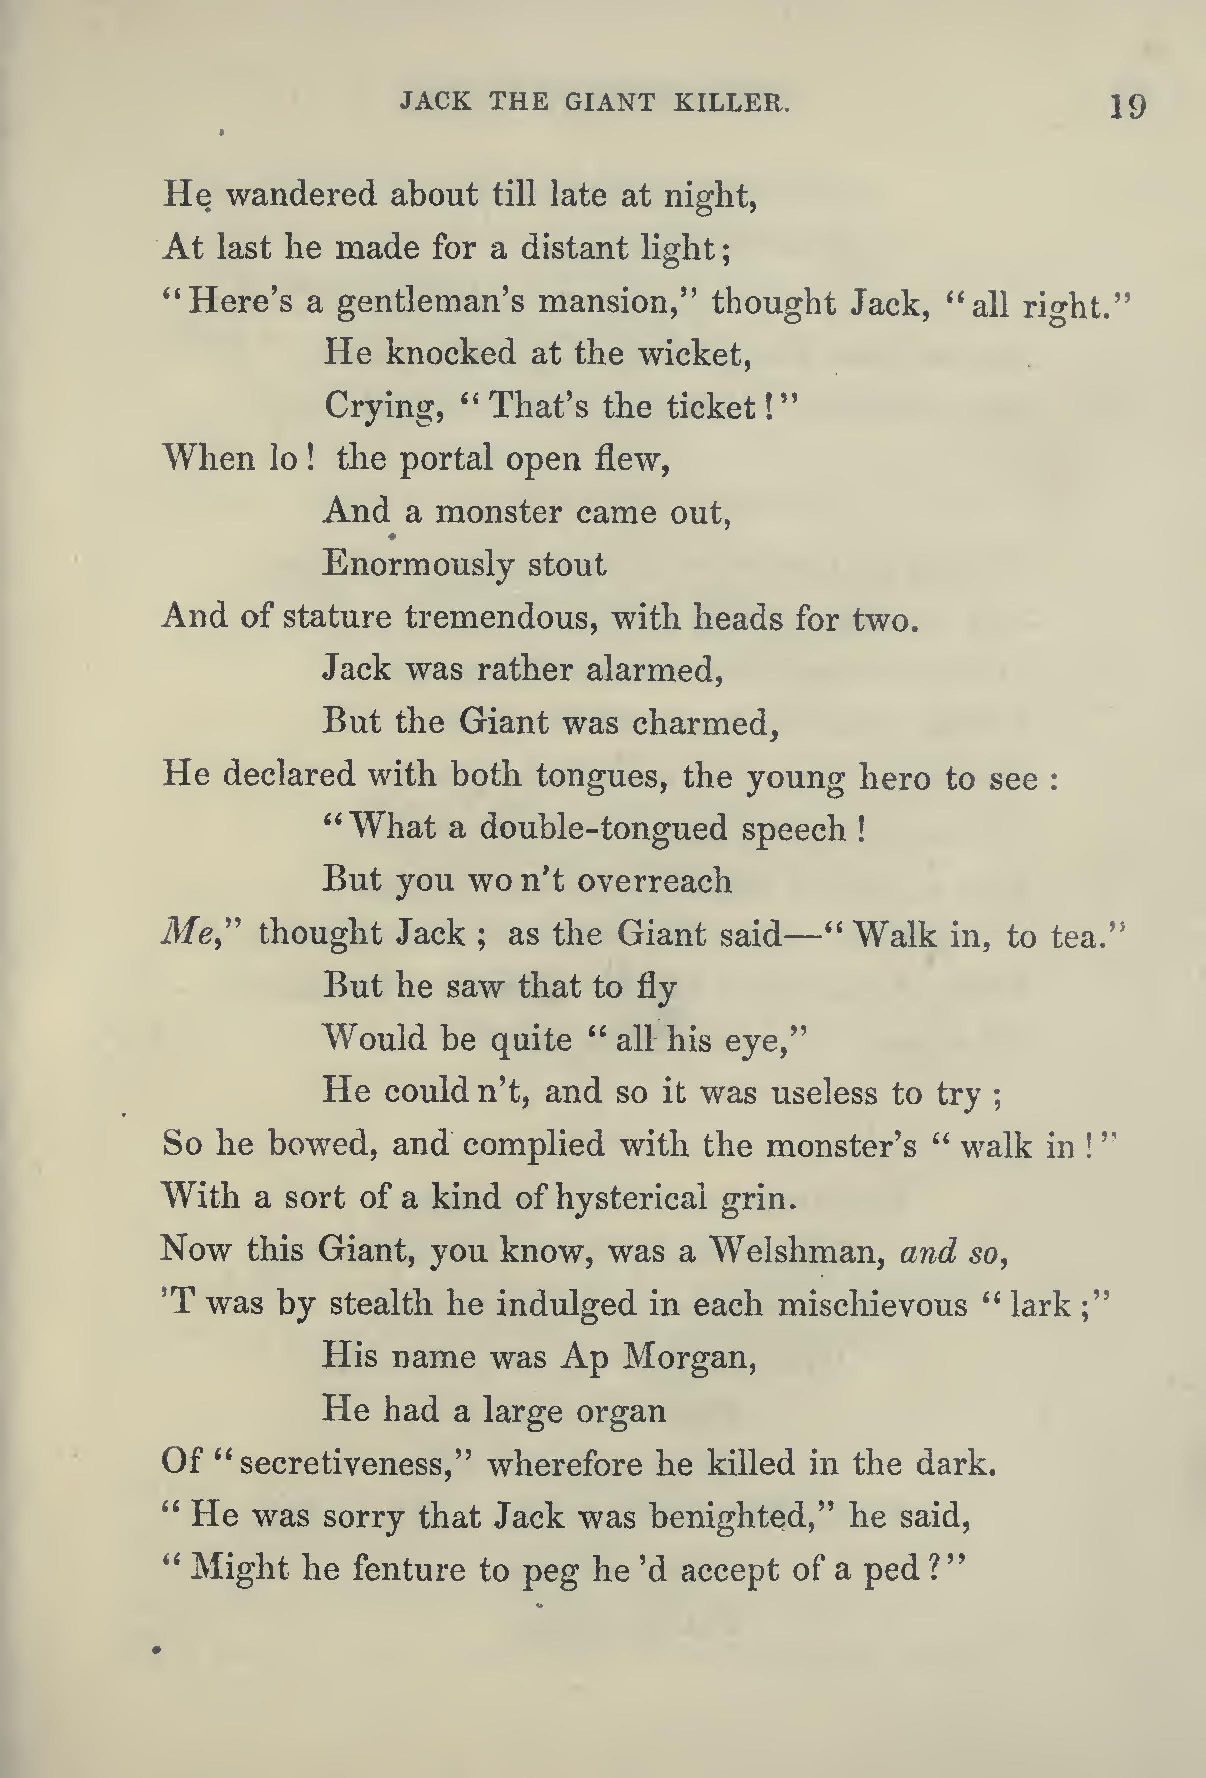 JACK THE GIANT KILLER. 19
He wandered about till late at night,
At last he made for a distant light;
“Here’s a gentleman’s mansion,” thought Jack, “all right.”
He knocked at the wicket,
Crying, “That’s the ticket!”
When lo! the portal open flew,
And a monster came out,
Enormously stout
And of stature tremendous, with heads for two.
Jack was rather alarmed,
But the Giant was charmed,
He declared with both tongues, the young hero to see :
“What a double-tongued speech !
But you wo n’t overreach
Me,” thought Jack ; as the Giant said—“Walk in, to tea.”
But he saw that to fly
Would be quite “all his eye,”
He could n’t, and so it was useless to try ;
So he bowed, and complied with the monster’s “walk in !”
With a sort of a kind of hysterical grin.
Now this Giant, you know, was a Welshman, and so,
’T was by stealth he indulged in each mischievous “lark ;”
His name was Ap Morgan,
He had a large organ
Of “secretiveness,” wherefore he killed in the dark.
“He was sorry that Jack was benighted,” he said,
“Might he fenture to peg he ’d accept of a ped ?”